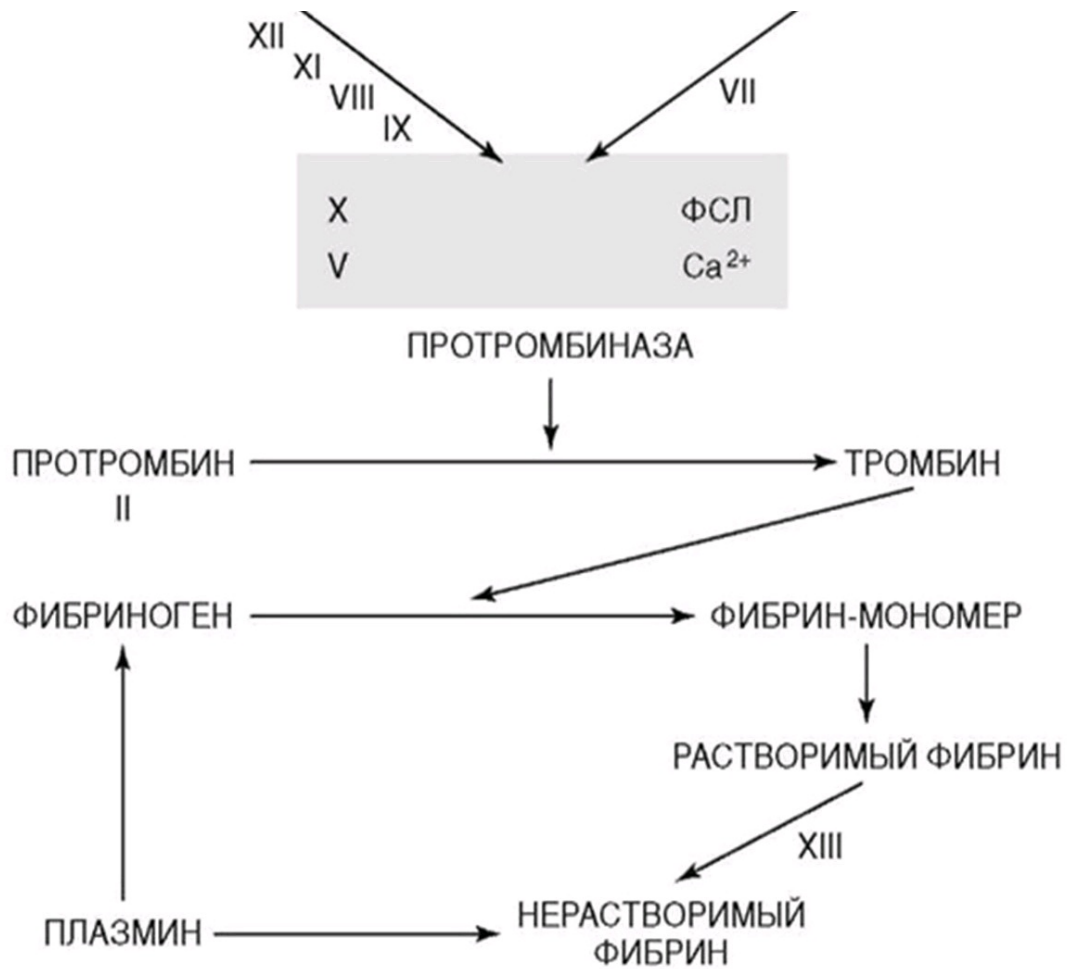 XII
XI
VIII
IX
VII
X
ФСЛ
V
Ca²⁺
ПРОТРОМБИНАЗА
ПРОТРОМБИН
ТРОМБИН
II
ФИБРИНОГЕН
ФИБРИН-МОНОМЕР
РАСТВОРИМЫЙ ФИБРИН
XIII
ПЛАЗМИН
НЕРАСТВОРИМЫЙ
ФИБРИН